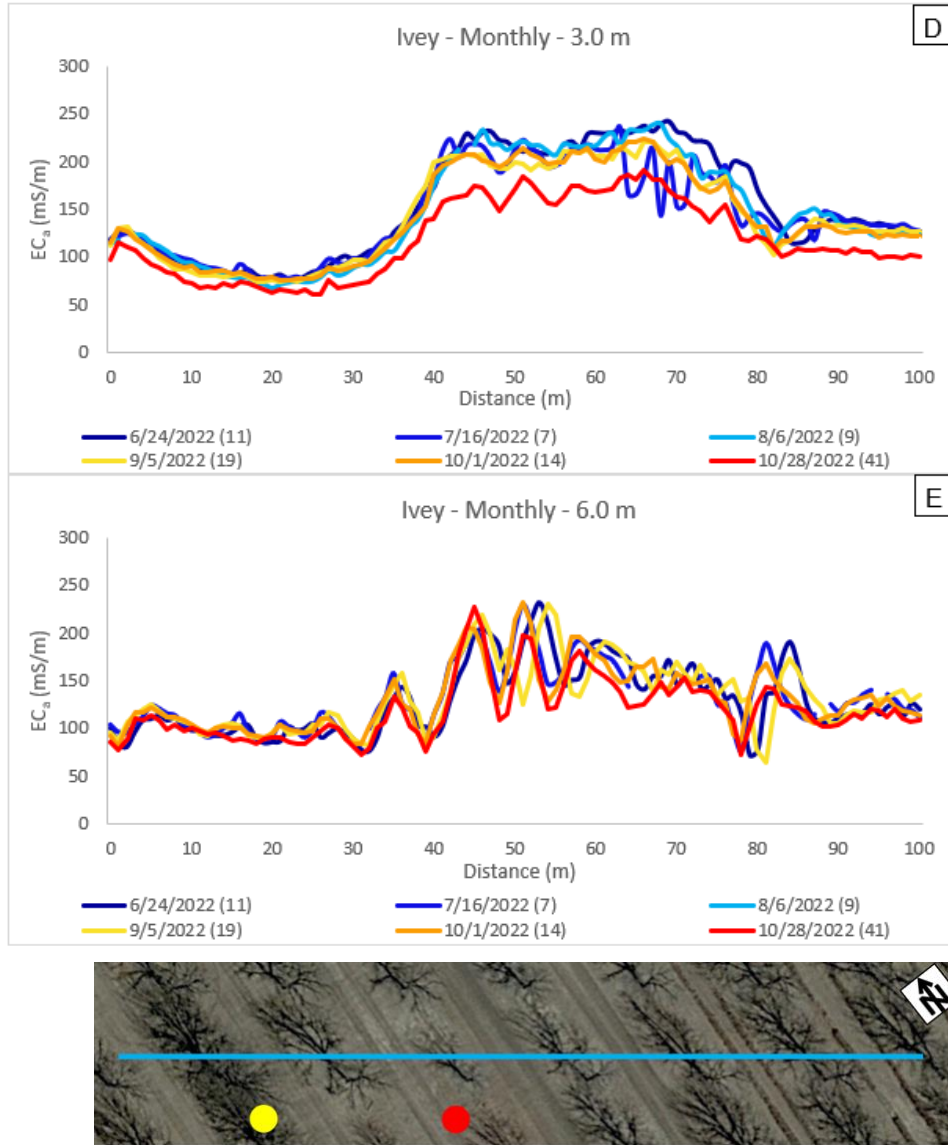 D
Ivey - Monthly - 3.0 m
300
250
200
150
100
50
0
ECa (mS/m)
0 10 20 30 40 50 60 70 80 90 100
Distance (m)
6/24/2022 (11) 7/16/2022 (7) 8/6/2022 (9)
9/5/2022 (19) 10/1/2022 (14) 10/28/2022 (41)
E
Ivey - Monthly - 6.0 m
300
250
200
150
100
50
0
ECa (mS/m)
0 10 20 30 40 50 60 70 80 90 100
Distance (m)
6/24/2022 (11) 7/16/2022 (7) 8/6/2022 (9)
9/5/2022 (19) 10/1/2022 (14) 10/28/2022 (41)
N